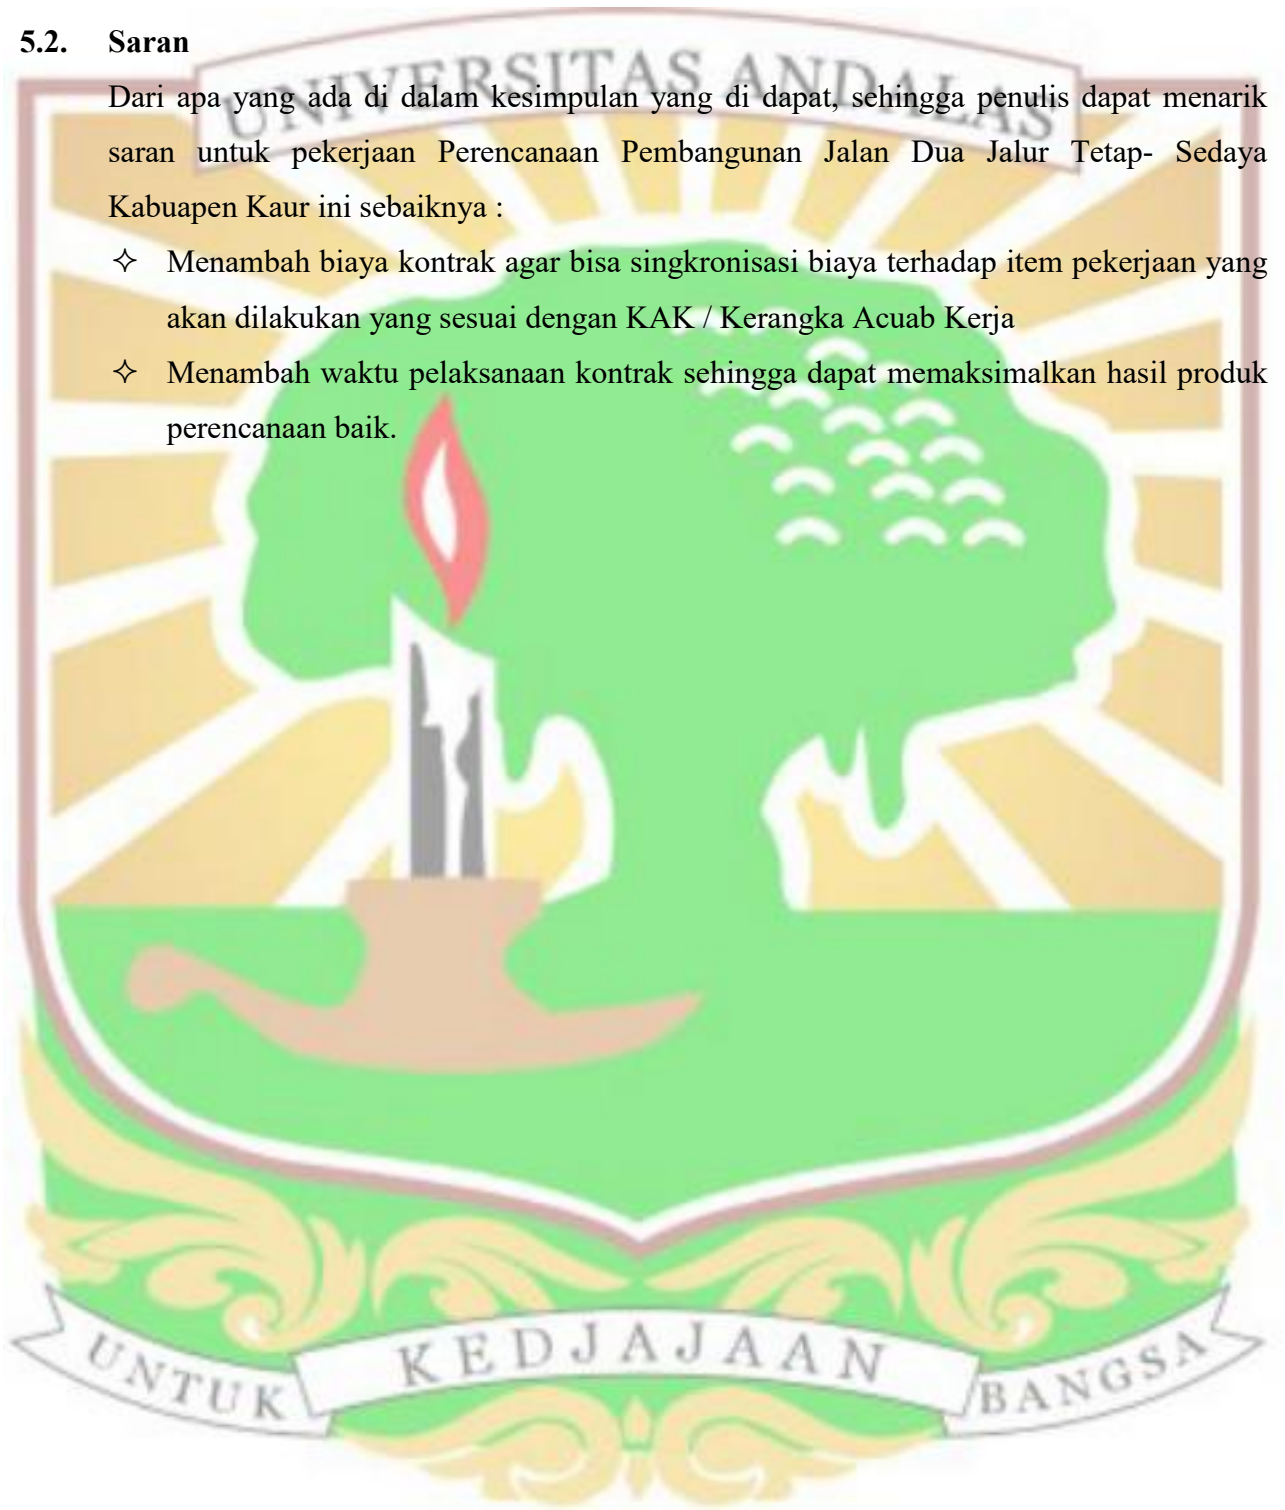 5.2. Saran
UNIVERSITAS ANDALAS
Dari apa yang ada di dalam kesimpulan yang di dapat, sehingga penulis dapat menarik
saran untuk pekerjaan Perencanaan Pembangunan Jalan Dua Jalur Tetap- Sedaya
Kabuapen Kaur ini sebaiknya :
✧ Menambah biaya kontrak agar bisa singkronisasi biaya terhadap item pekerjaan yang
akan dilakukan yang sesuai dengan KAK / Kerangka Acuab Kerja
✧ Menambah waktu pelaksanaan kontrak sehingga dapat memaksimalkan hasil produk
perencanaan baik.
UNTUK KEDJAJAAN BANGSA